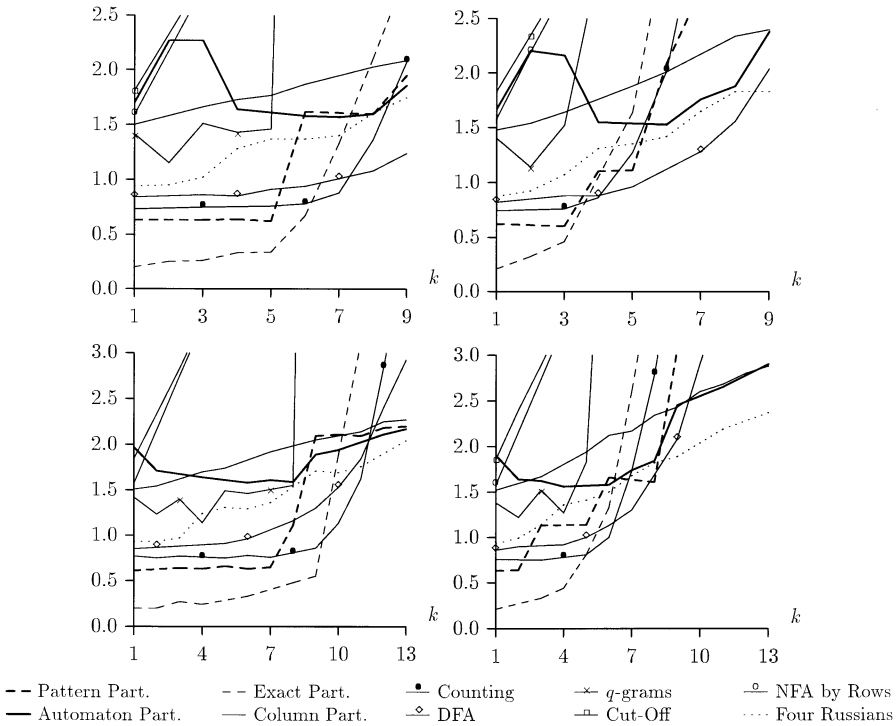 2.5
2.0
1.5
1.0
0.5
0.0
1 3 5 7 9
k
2.5
2.0
1.5
1.0
0.5
0.0
1 3 5 7 9
k
3.0
2.5
2.0
1.5
1.0
0.5
0.0
1 4 7 10 13
k
3.0
2.5
2.0
1.5
1.0
0.5
0.0
1 4 7 10 13
k
Pattern Part. Exact Part. Counting q-grams NFA by Rows
Automaton Part. Column Part. DFA Cut-Off Four Russians